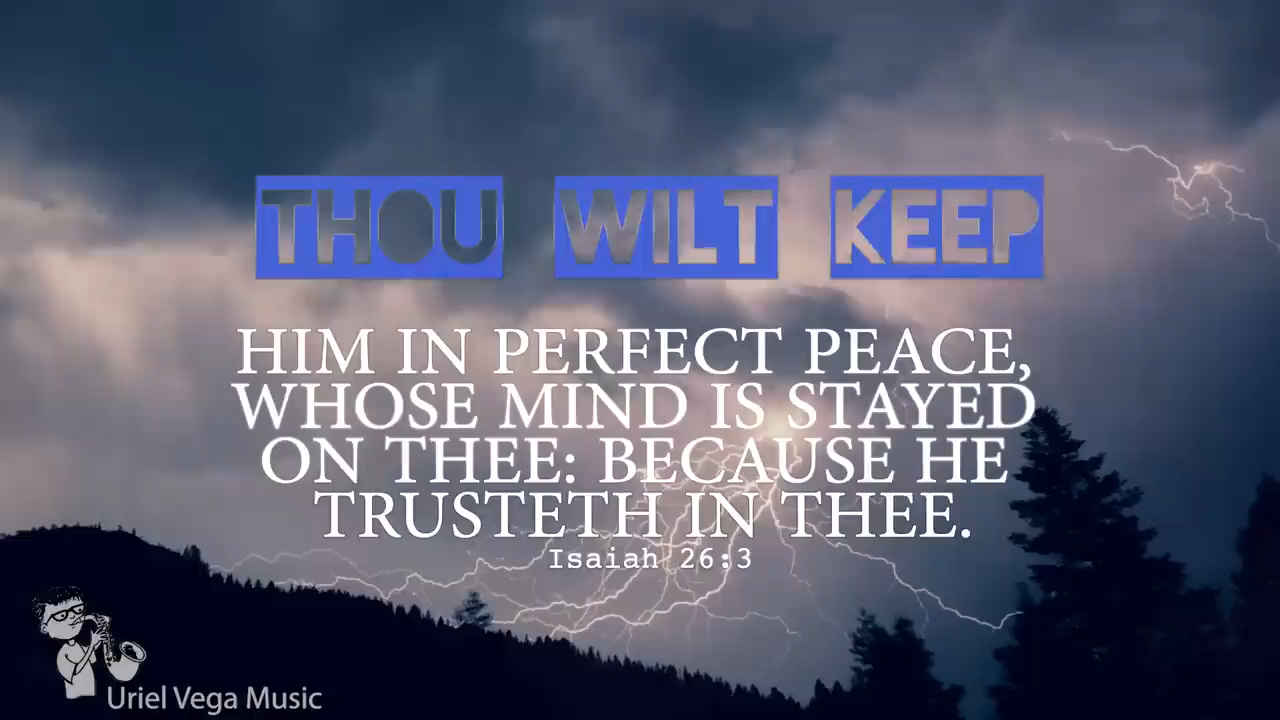 THOU WILT KEEP
HIM IN PERFECT PEACE,
WHOSE MIND IS STAYED
ON THEE: BECAUSE HE
TRUSTETH IN THEE.
Isaiah 26:3
Uriel Vega Music